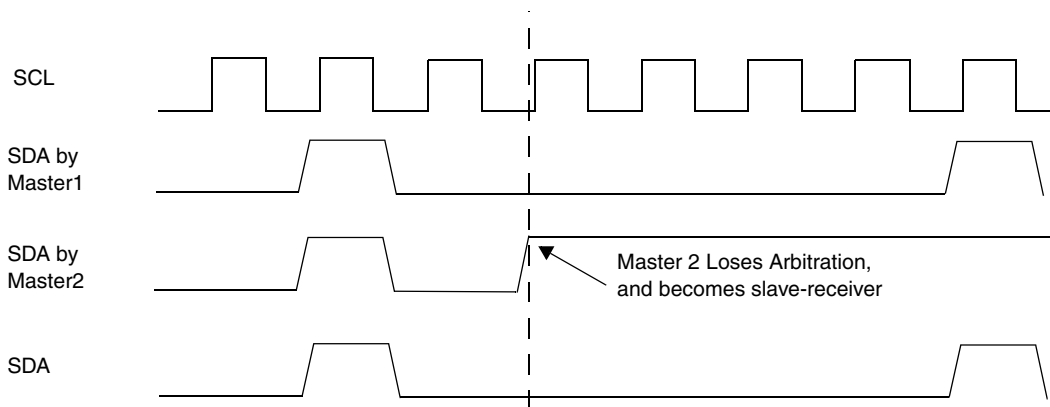 SCL
SDA by
Master1
SDA by
Master2
Master 2 Loses Arbitration,
and becomes slave-receiver
SDA